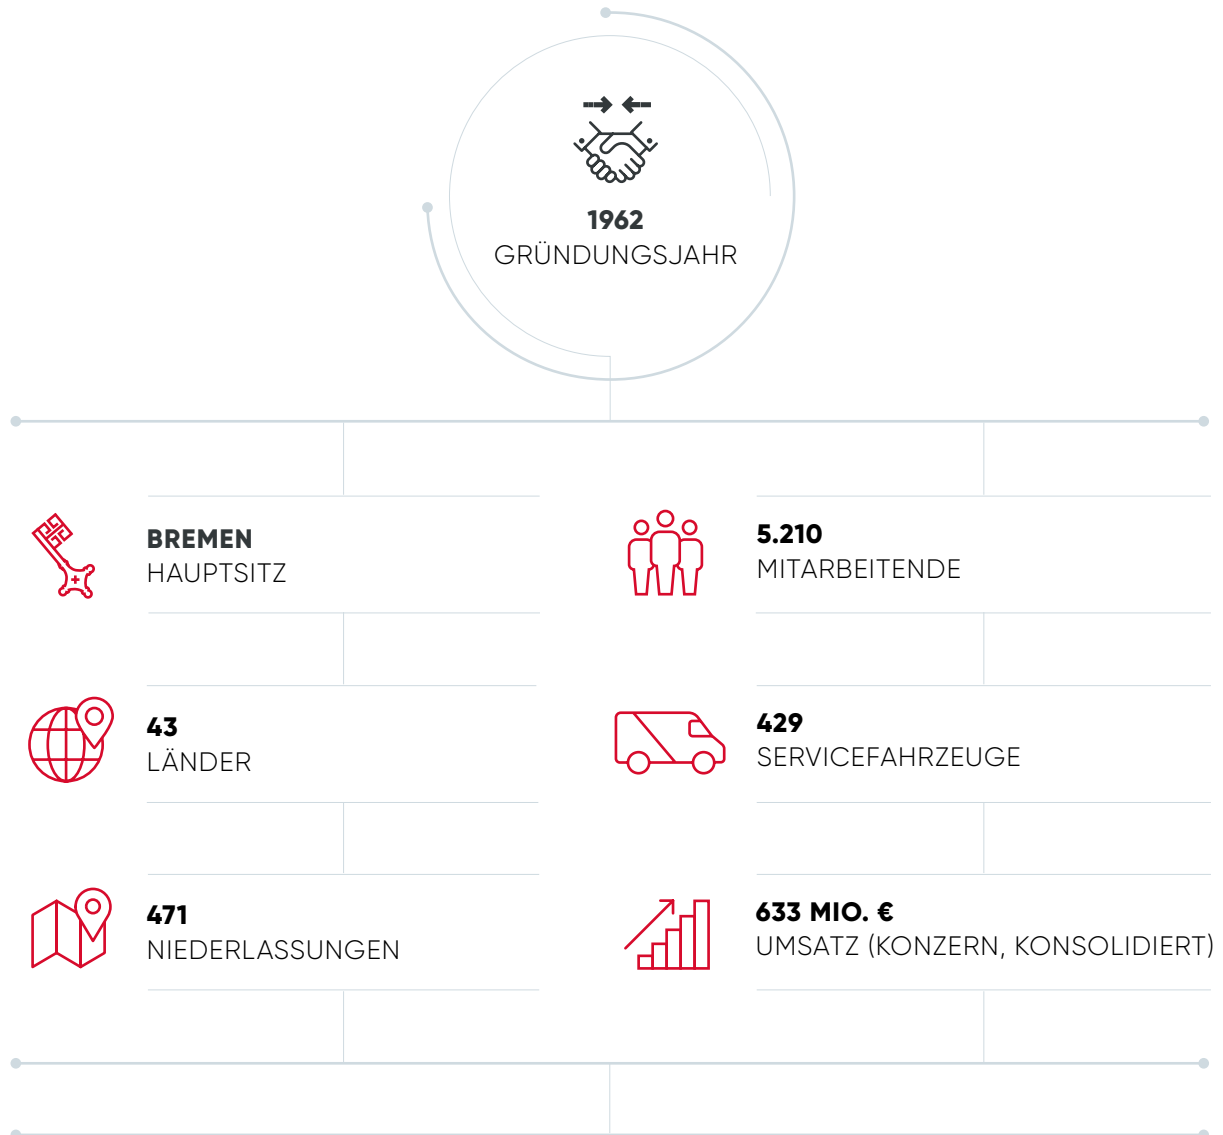 1962
GRÜNDUNGSJAHR
BREMEN
HAUPTSITZ
5.210
MITARBEITENDE
43
LÄNDER
429
SERVICEFAHRZEUGE
471
NIEDERLASSUNGEN
633 MIO. €
UMSATZ (KONZERN, KONSOLIDIERT)